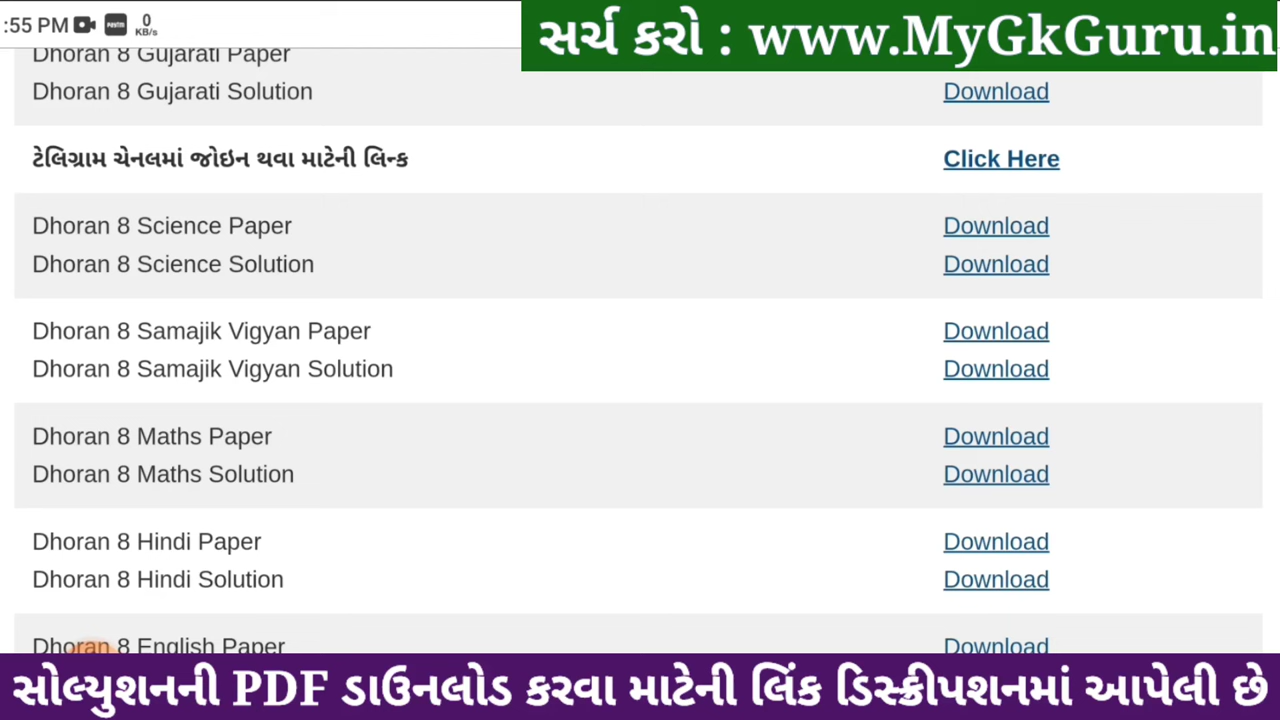 :55 PM
0
KB/s
સર્ચ કરો : www.MyGkGuru.in
Dhoran 8 Gujarati Paper
Dhoran 8 Gujarati Solution Download
ટેલિગ્રામ ચેનલમાં જોઇન થવા માટેની લિન્ક Click Here
Dhoran 8 Science Paper Download
Dhoran 8 Science Solution Download
Dhoran 8 Samajik Vigyan Paper Download
Dhoran 8 Samajik Vigyan Solution Download
Dhoran 8 Maths Paper Download
Dhoran 8 Maths Solution Download
Dhoran 8 Hindi Paper Download
Dhoran 8 Hindi Solution Download
Dhoran 8 English Paper Download
સોલ્યુશનની PDF ડાઉનલોડ કરવા માટેની લિંક ડિસ્ક્રીપશનમાં આપેલી છે